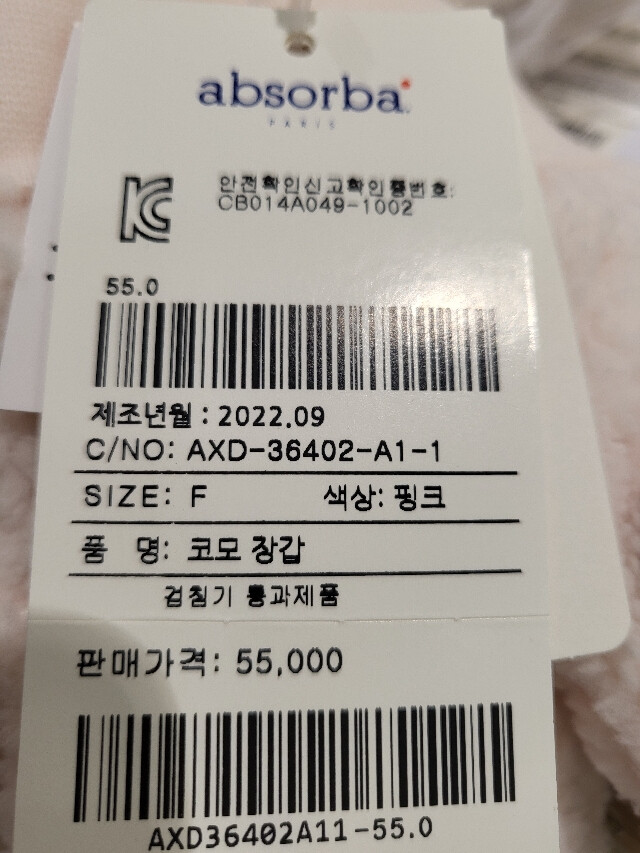 absorba
PARIS
안전확인신고확인증번호:
CB014A049-1002
55.0
제조년월 : 2022.09
C/NO: AXD-36402-A1-1
SIZE: F 색상: 핑크
품 명: 코모 장갑
검침기 통과제품
판매가격: 55,000
AXD36402A11-55.0